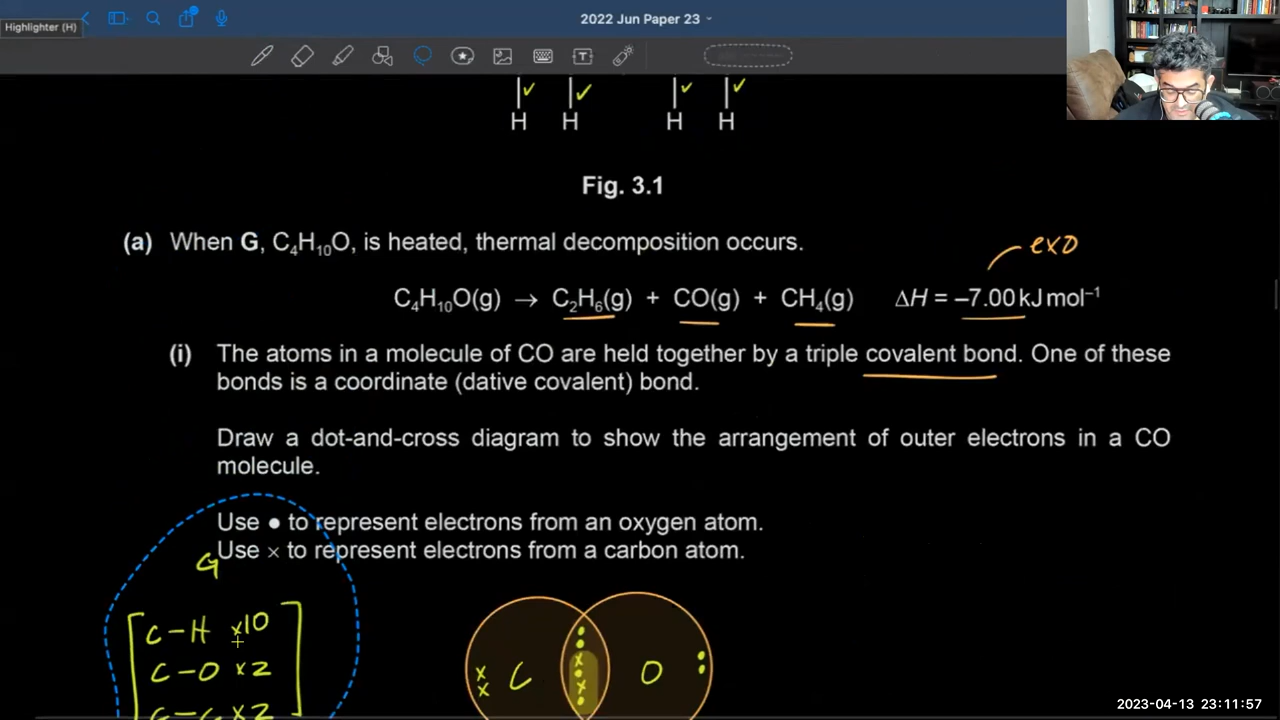 2022 Jun Paper 23
Highlighter (H)
H H H H
Fig. 3.1
exo
(a) When G, C₄H₁₀O, is heated, thermal decomposition occurs.
C₄H₁₀O(g) → C₂H₆(g) + CO(g) + CH₄(g) ΔH = –7.00 kJ mol⁻¹
(i) The atoms in a molecule of CO are held together by a triple covalent bond. One of these
bonds is a coordinate (dative covalent) bond.
Draw a dot-and-cross diagram to show the arrangement of outer electrons in a CO
molecule.
Use ● to represent electrons from an oxygen atom.
Use × to represent electrons from a carbon atom.
G
C–H ×10
C–O ×2
C–C ×2
C O
2023-04-13 23:11:57